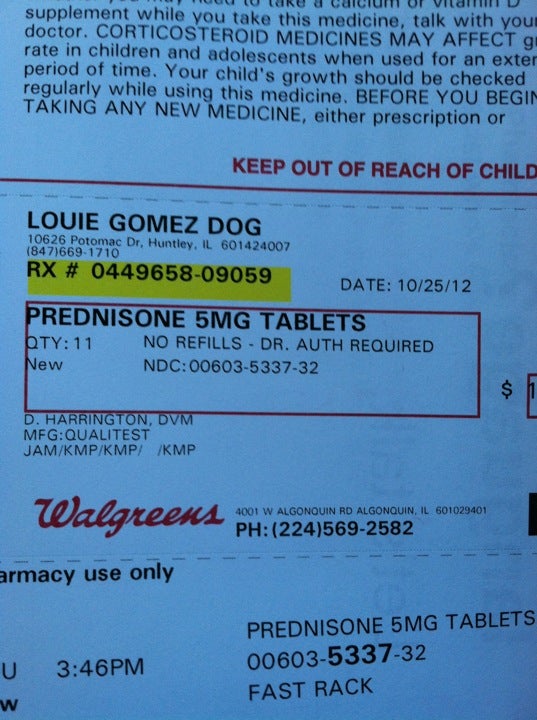 supplement while you take this medicine, talk with your
doctor. CORTICOSTEROID MEDICINES MAY AFFECT
rate in children and adolescents when used for an
period of time. Your child's growth should be checked
regularly while using this medicine. BEFORE YOU BEGIN
TAKING ANY NEW MEDICINE, either prescription or
KEEP OUT OF REACH OF CHILD
LOUIE GOMEZ DOG
10626 Potomac Dr, Huntley, IL 601424007
(847)669-1710
RX # 0449658-09059
DATE: 10/25/12
PREDNISONE 5MG TABLETS
QTY: 11 NO REFILLS - DR. AUTH REQUIRED
New NDC:00603-5337-32
$ 1
D. HARRINGTON, DVM
MFG:QUALITEST
JAM/KMP/KMP/ /KMP
Walgreens
4001 W ALGONQUIN RD ALGONQUIN, IL 601029401
PH: (224)569-2582
armacy use only
PREDNISONE 5MG TABLETS
U 3:46PM
00603-5337-32
w
FAST RACK